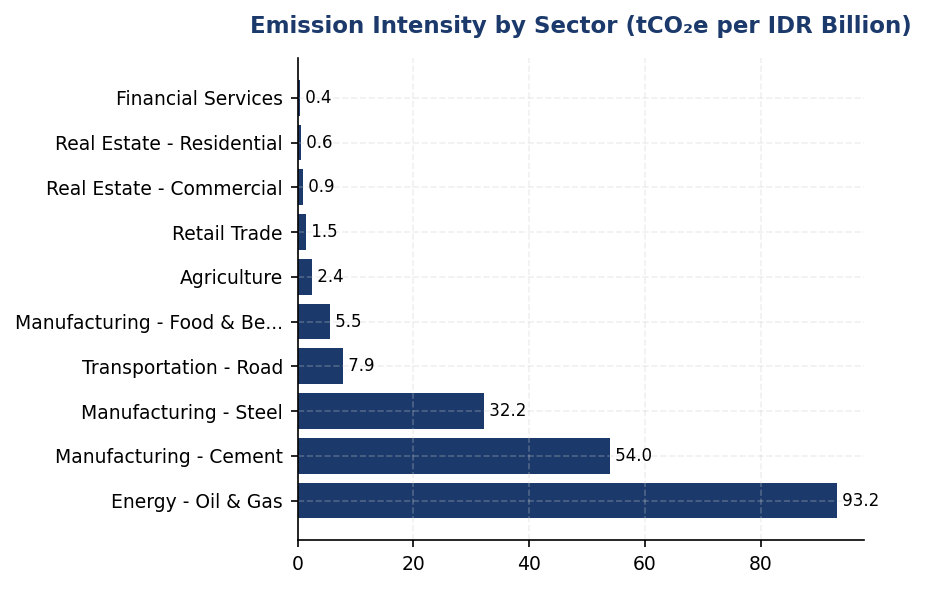 Emission Intensity by Sector (tCO₂e per IDR Billion)
Financial Services 0.4
Real Estate - Residential 0.6
Real Estate - Commercial 0.9
Retail Trade 1.5
Agriculture 2.4
Manufacturing - Food & Be... 5.5
Transportation - Road 7.9
Manufacturing - Steel 32.2
Manufacturing - Cement 54.0
Energy - Oil & Gas 93.2
0 20 40 60 80